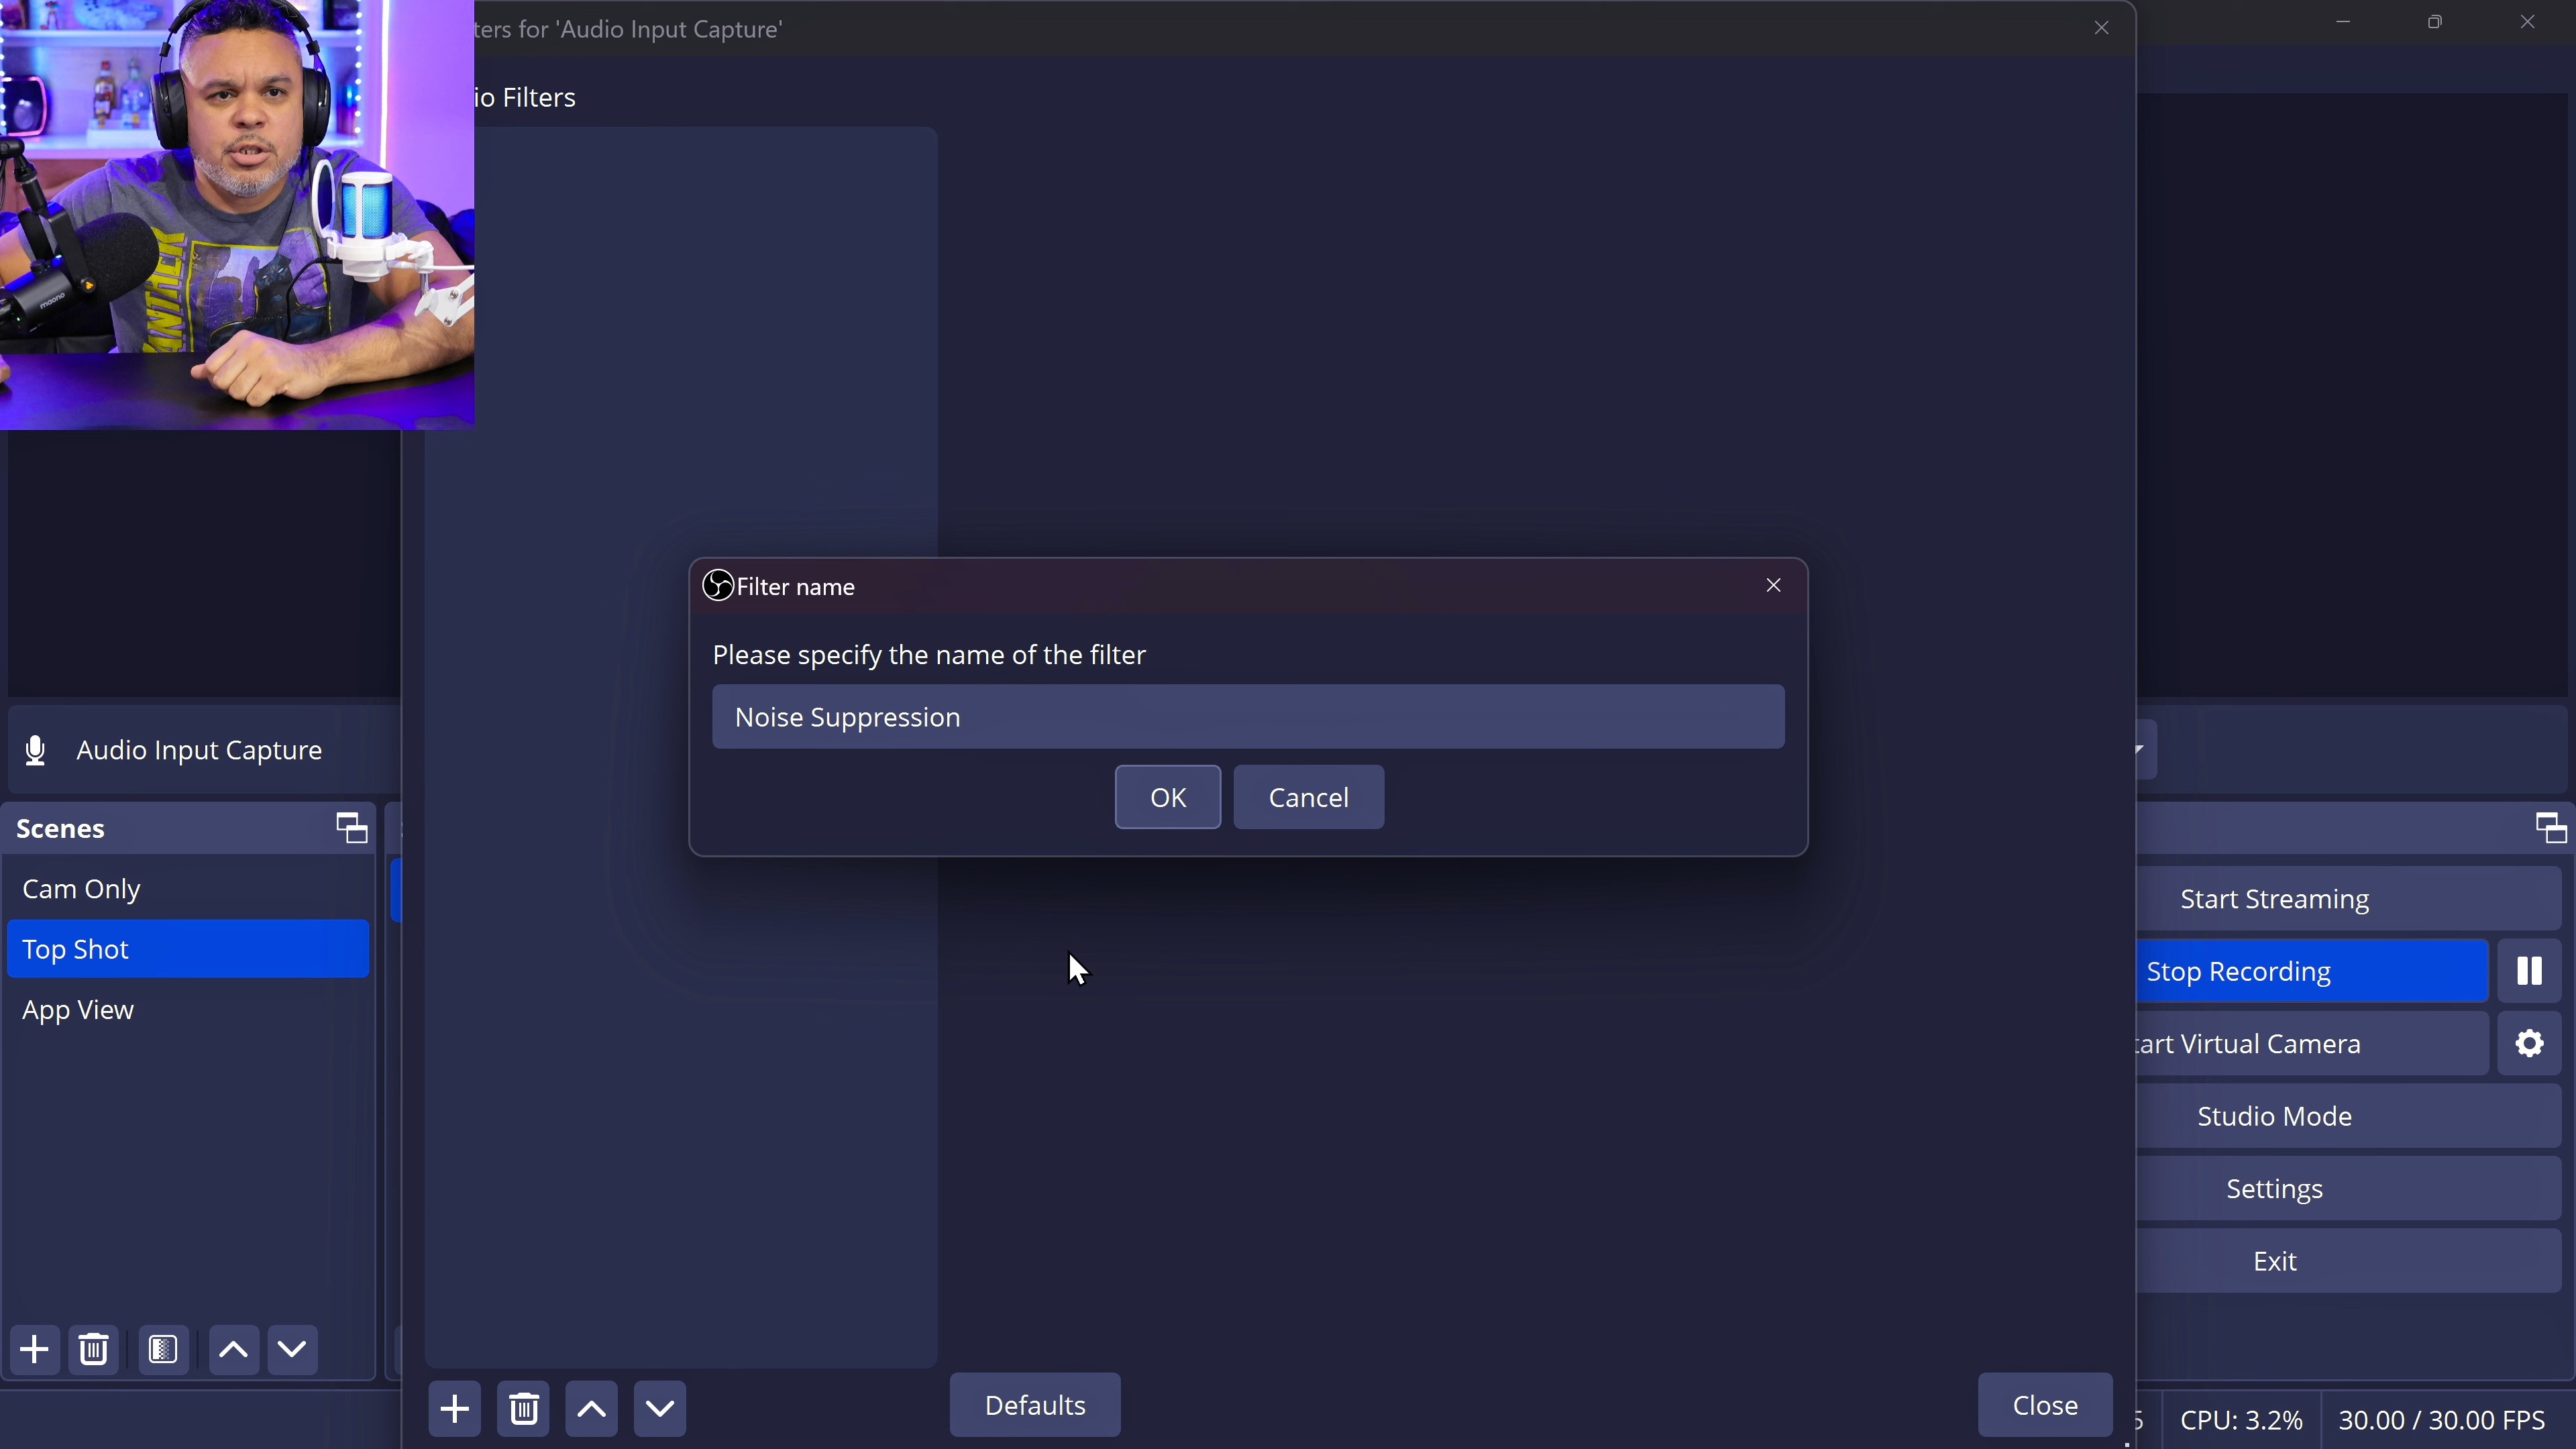 ters for 'Audio Input Capture'
io Filters
Filter name
Please specify the name of the filter
Noise Suppression
OK
Cancel
Audio Input Capture
Scenes
Cam Only
Top Shot
App View
Start Streaming
Stop Recording
tart Virtual Camera
Studio Mode
Settings
Exit
Defaults
Close
5
CPU: 3.2%
30.00 / 30.00 FPS
maono